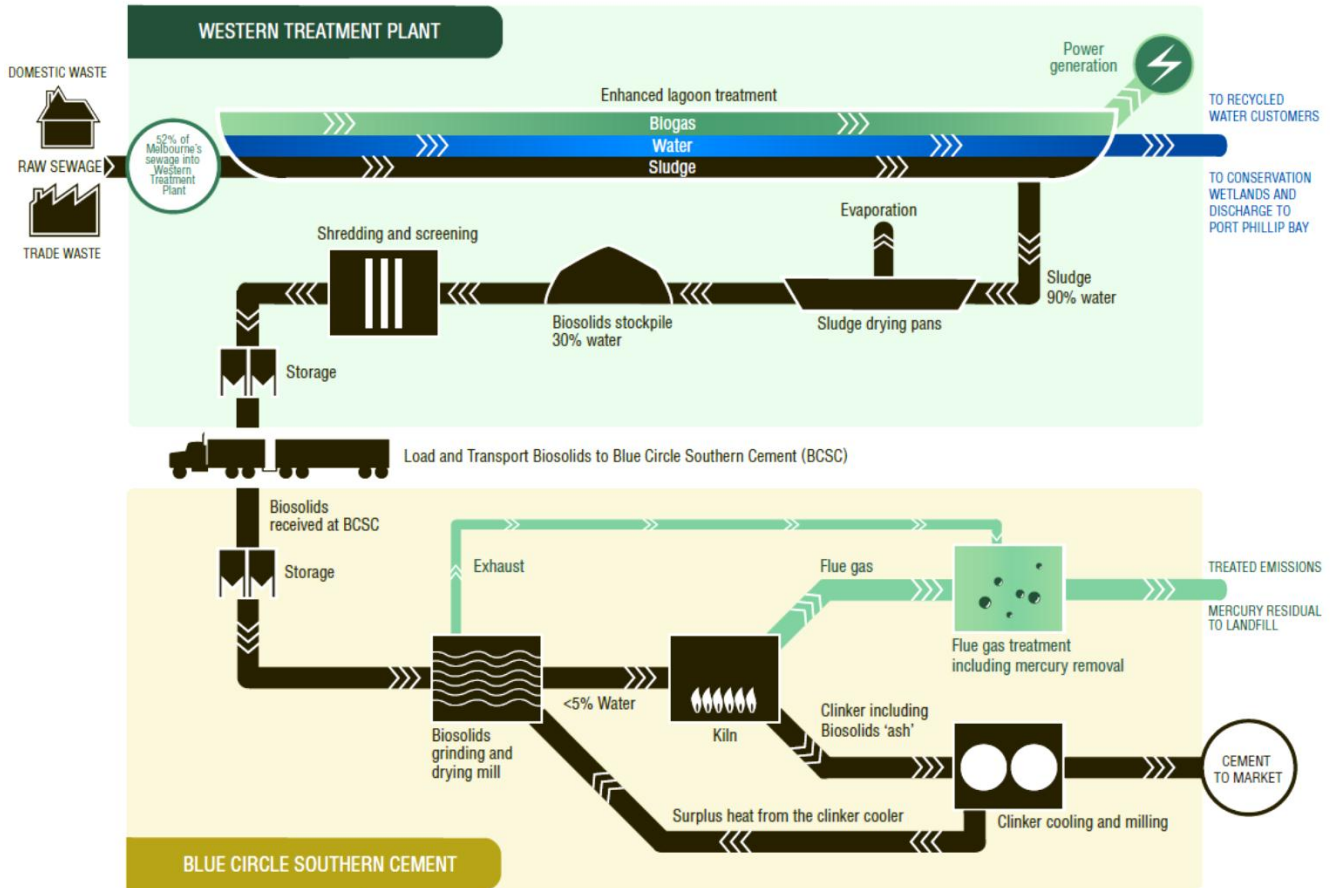 WESTERN TREATMENT PLANT
Power
generation
DOMESTIC WASTE
RAW SEWAGE
TRADE WASTE
52% of
Melbourne's
sewage into
Western
Treatment
Plant
Enhanced lagoon treatment
Biogas
Water
Sludge
TO RECYCLED
WATER CUSTOMERS
TO CONSERVATION
WETLANDS AND
DISCHARGE TO
PORT PHILLIP BAY
Evaporation
Sludge
90% water
Sludge drying pans
Biosolids stockpile
30% water
Shredding and screening
Storage
Load and Transport Biosolids to Blue Circle Southern Cement (BCSC)
Biosolids
received at BCSC
Storage
Exhaust
Flue gas
TREATED EMISSIONS
MERCURY RESIDUAL
TO LANDFILL
Flue gas treatment
including mercury removal
<5% Water
Biosolids
grinding and
drying mill
Kiln
Clinker including
Biosolids ‘ash’
CEMENT
TO MARKET
Surplus heat from the clinker cooler
Clinker cooling and milling
BLUE CIRCLE SOUTHERN CEMENT